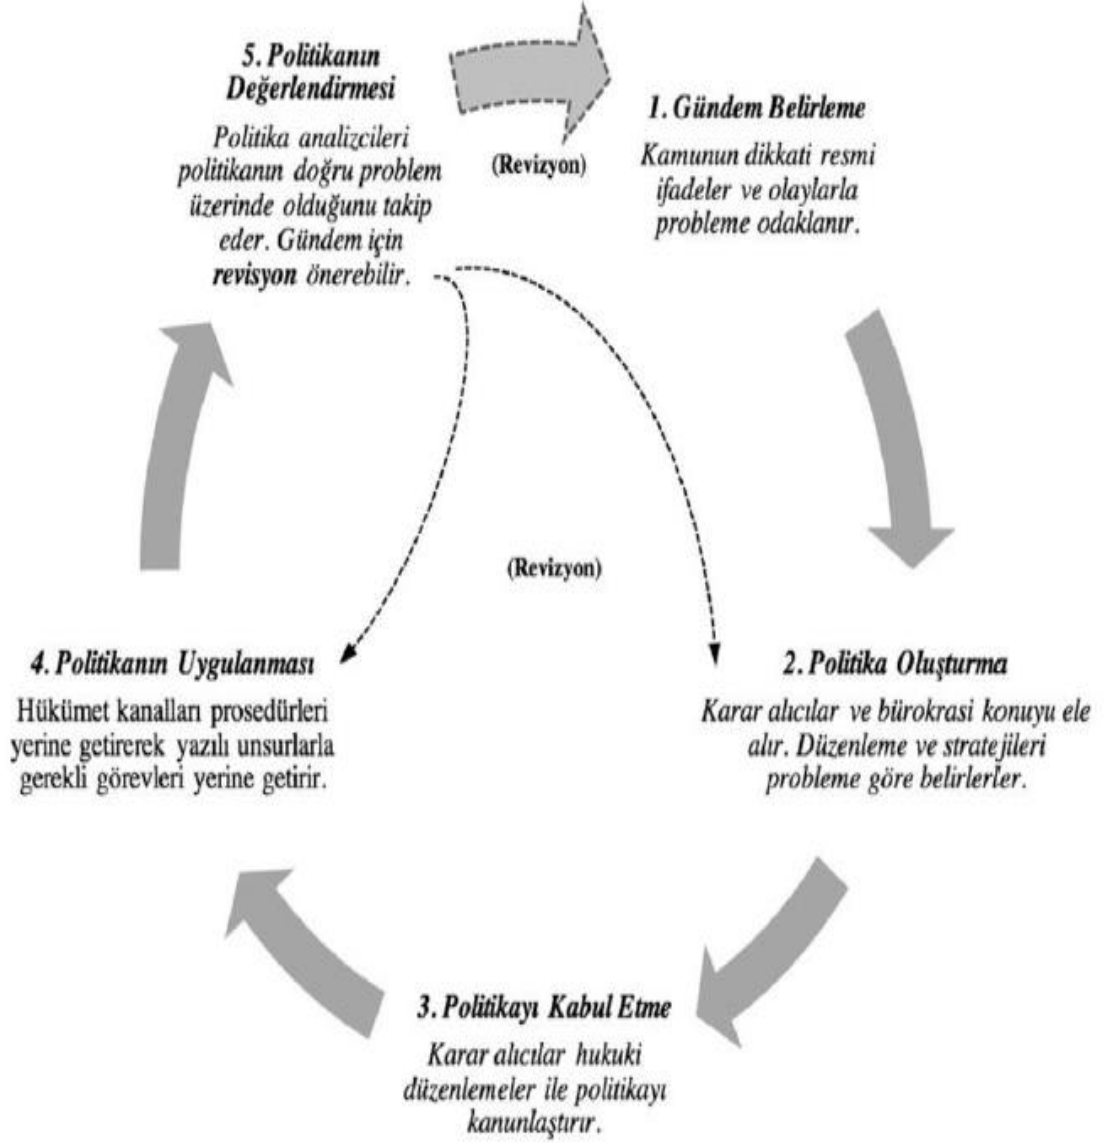 5. Politikanın
Değerlendirmesi
Politika analizcileri
politikanın doğru problem
üzerinde olduğunu takip
eder. Gündem için
revisyon önerebilir.
(Revizyon)
1. Gündem Belirleme
Kamunun dikkati resmi
ifadeler ve olaylarla
probleme odaklanır.
(Revizyon)
2. Politika Oluşturma
Karar alıcılar ve bürokrasi konuyu ele
alır. Düzenleme ve stratejileri
probleme göre belirlerler.
3. Politikayı Kabul Etme
Karar alıcılar hukuki
düzenlemeler ile politikayı
kanunlaştırır.
4. Politikanın Uygulanması
Hükümet kanalları prosedürleri
yerine getirerek yazılı unsurlarla
gerekli görevleri yerine getirir.